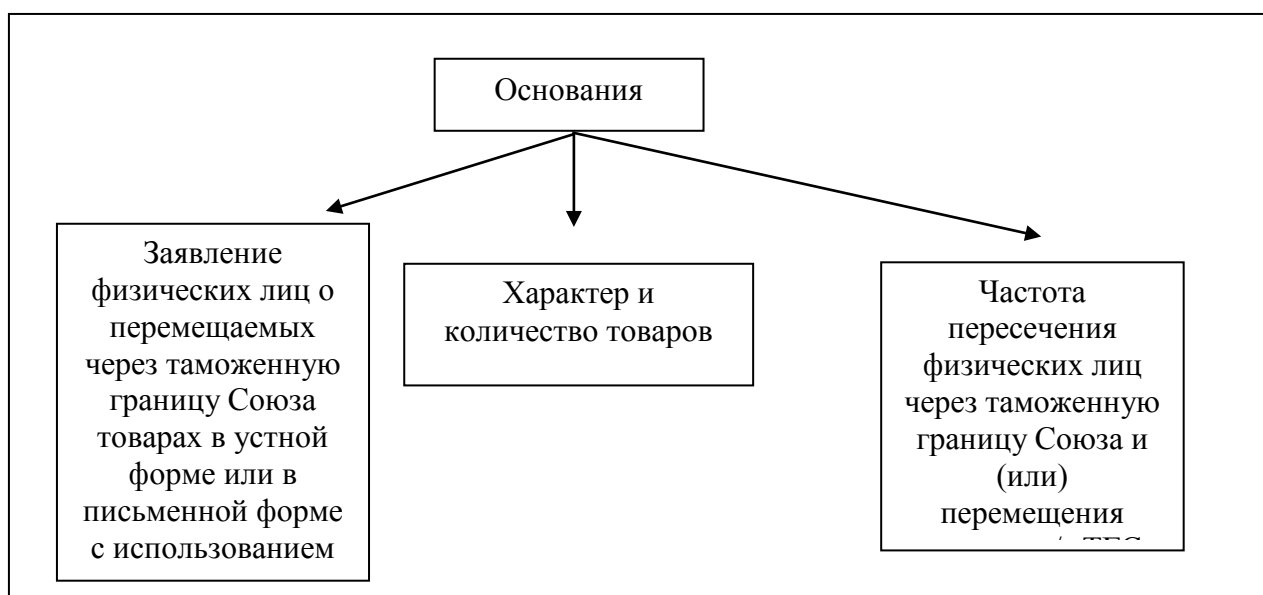 Основания
Заявление
физических лиц о
перемещаемых
через таможенную
границу Союза
товарах в устной
форме или в
письменной форме
с использованием
Характер и
количество товаров
Частота
пересечения
физических лиц
через таможенную
границу Союза и
(или)
перемещения